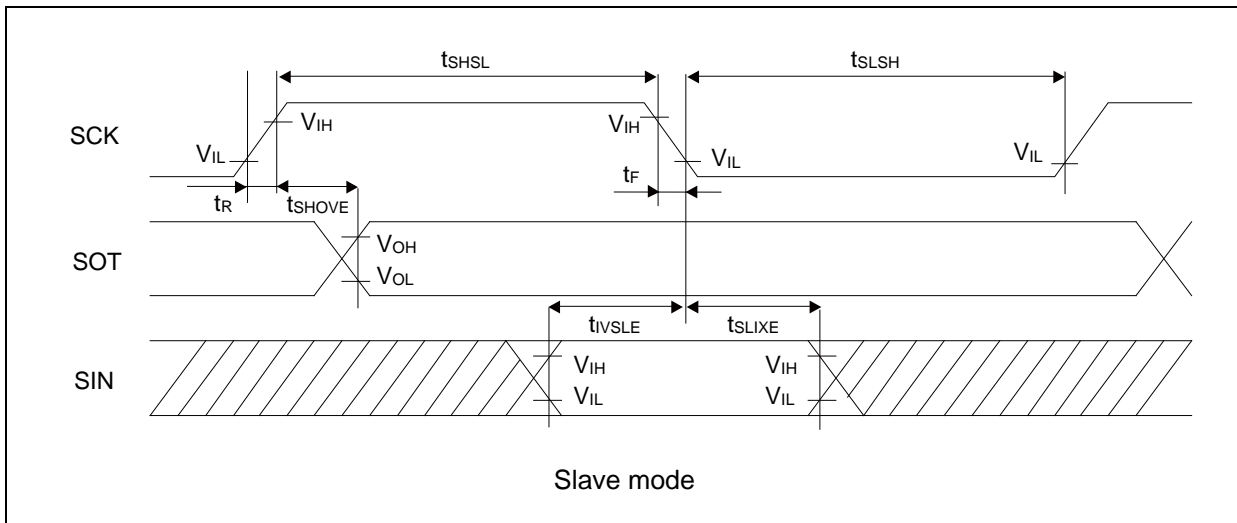 tSHSL
tSLSH
SCK
VIH
VIH
VIL
VIL
VIL
tF
tR
tSHOVE
SOT
VOH
VOL
tIVSLE
tSLIXE
SIN
VIH
VIH
VIL
VIL
Slave mode